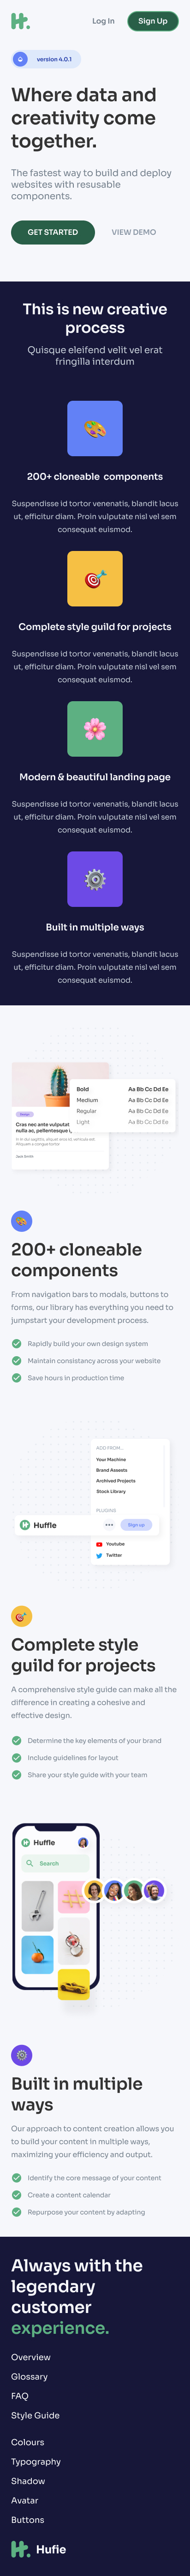 Log In
Sign Up
version 4.0.1
Where data and
creativity come
together.
The fastest way to build and deploy
websites with resusable
components.
GET STARTED
VIEW DEMO
This is new creative
process
Quisque eleifend velit vel erat
fringilla interdum
200+ cloneable components
Suspendisse id tortor venenatis, blandit lacus
ut, efficitur diam. Proin vulputate nisl vel sem
consequat euismod.
Complete style guild for projects
Suspendisse id tortor venenatis, blandit lacus
ut, efficitur diam. Proin vulputate nisl vel sem
consequat euismod.
Modern & beautiful landing page
Suspendisse id tortor venenatis, blandit lacus
ut, efficitur diam. Proin vulputate nisl vel sem
consequat euismod.
Built in multiple ways
Suspendisse id tortor venenatis, blandit lacus
ut, efficitur diam. Proin vulputate nisl vel sem
consequat euismod.
Bold Aa Bb Cc Dd Ee
Medium Aa Bb Cc Dd Ee
Regular Aa Bb Cc Dd Ee
Light Aa Bb Cc Dd Ee
Cras nec ante vulputat
nulla ac, pellentesque
200+ cloneable
components
From navigation bars to modals, buttons to
forms, our library has everything you need to
jumpstart your development process.
Rapidly build your own design system
Maintain consistancy across your website
Save hours in production time
ADD FROM...
Your Machine
Brand Assests
Archived Projects
Stock Library
PLUGINS
Huffle
Sign up
Youtube
Twitter
Complete style
guild for projects
A comprehensive style guide can make all the
difference in creating a cohesive and
effective design.
Determine the key elements of your brand
Include guidelines for layout
Share your style guide with your team
Huffle
Search
Built in multiple
ways
Our approach to content creation allows you
to build your content in multiple ways,
maximizing your efficiency and output.
Identify the core message of your content
Create a content calendar
Repurpose your content by adapting
Always with the
legendary
customer
experience.
Overview
Glossary
FAQ
Style Guide
Colours
Typography
Shadow
Avatar
Buttons
Hufie